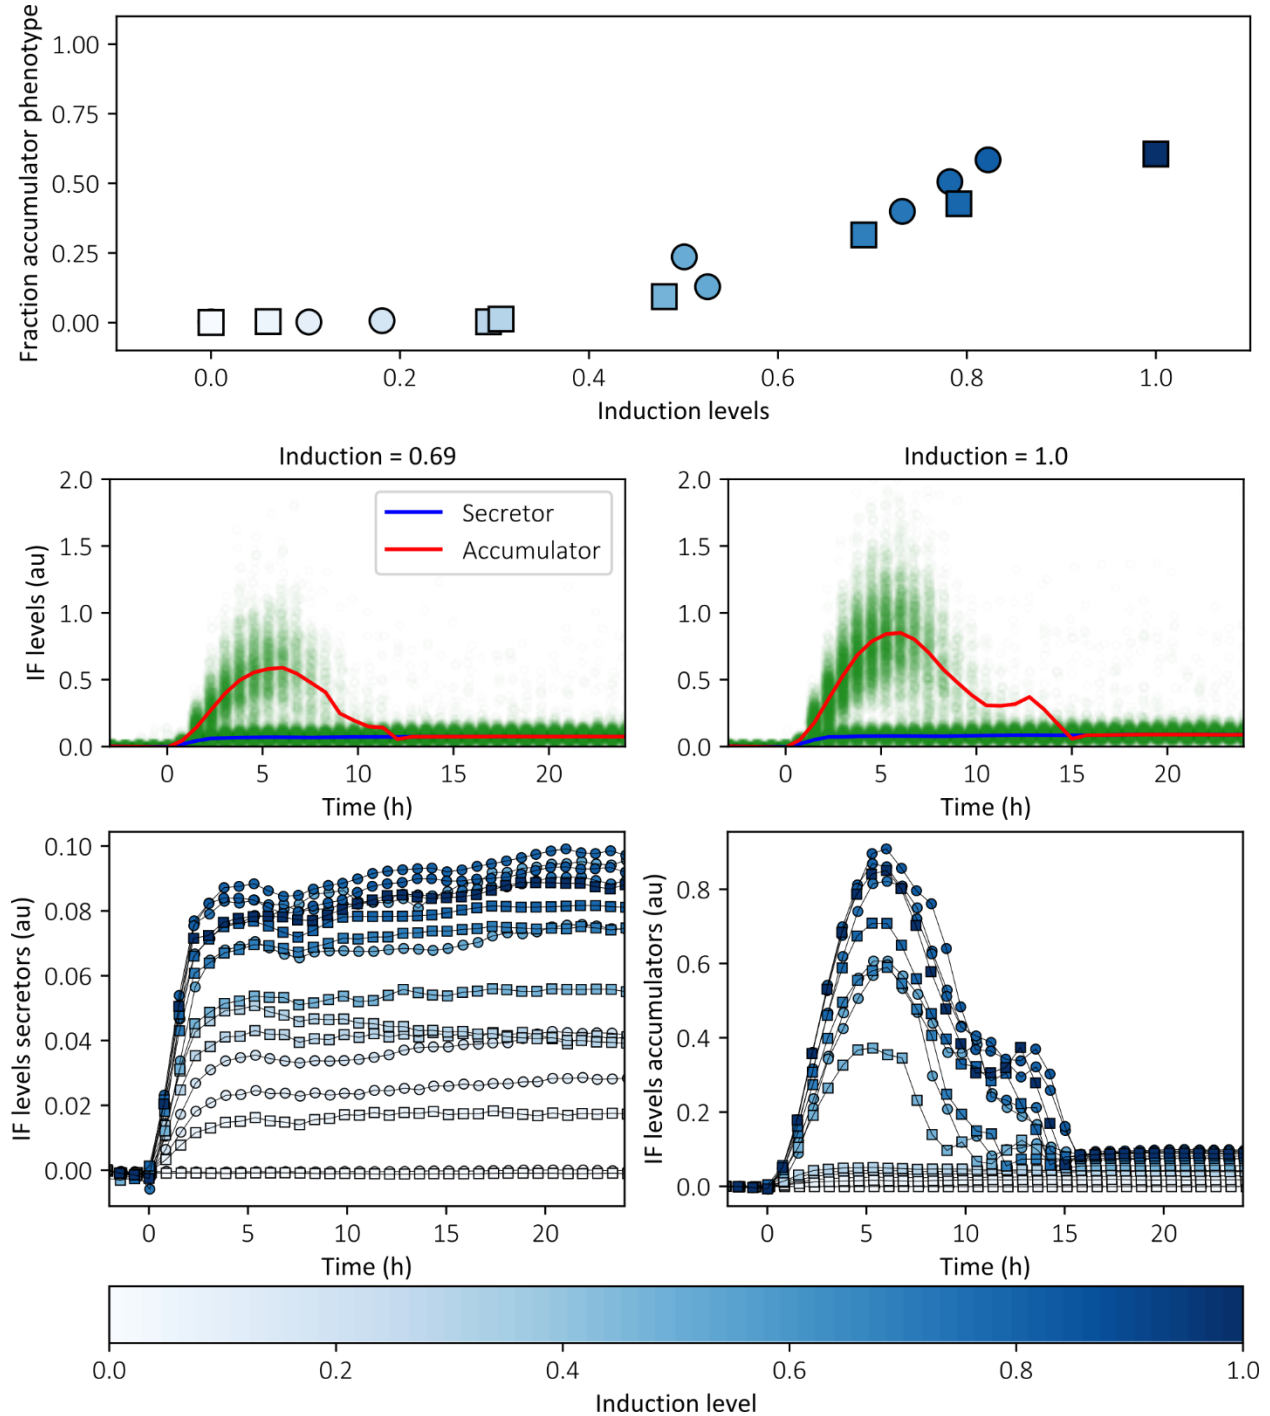 Fraction accumulator phenotype
1.00
0.75
0.50
0.25
0.00
0.0 0.2 0.4 0.6 0.8 1.0
Induction levels
Induction = 0.69
IF levels (au)
2.0
1.5
1.0
0.5
0.0
Secretor
Accumulator
0 5 10 15 20
Time (h)
Induction = 1.0
2.0
1.5
1.0
0.5
0.0
0 5 10 15 20
Time (h)
IF levels secretors (au)
0.10
0.08
0.06
0.04
0.02
0.00
0 5 10 15 20
Time (h)
IF levels accumulators (au)
0.8
0.6
0.4
0.2
0.0
0 5 10 15 20
Time (h)
0.0 0.2 0.4 0.6 0.8 1.0
Induction level